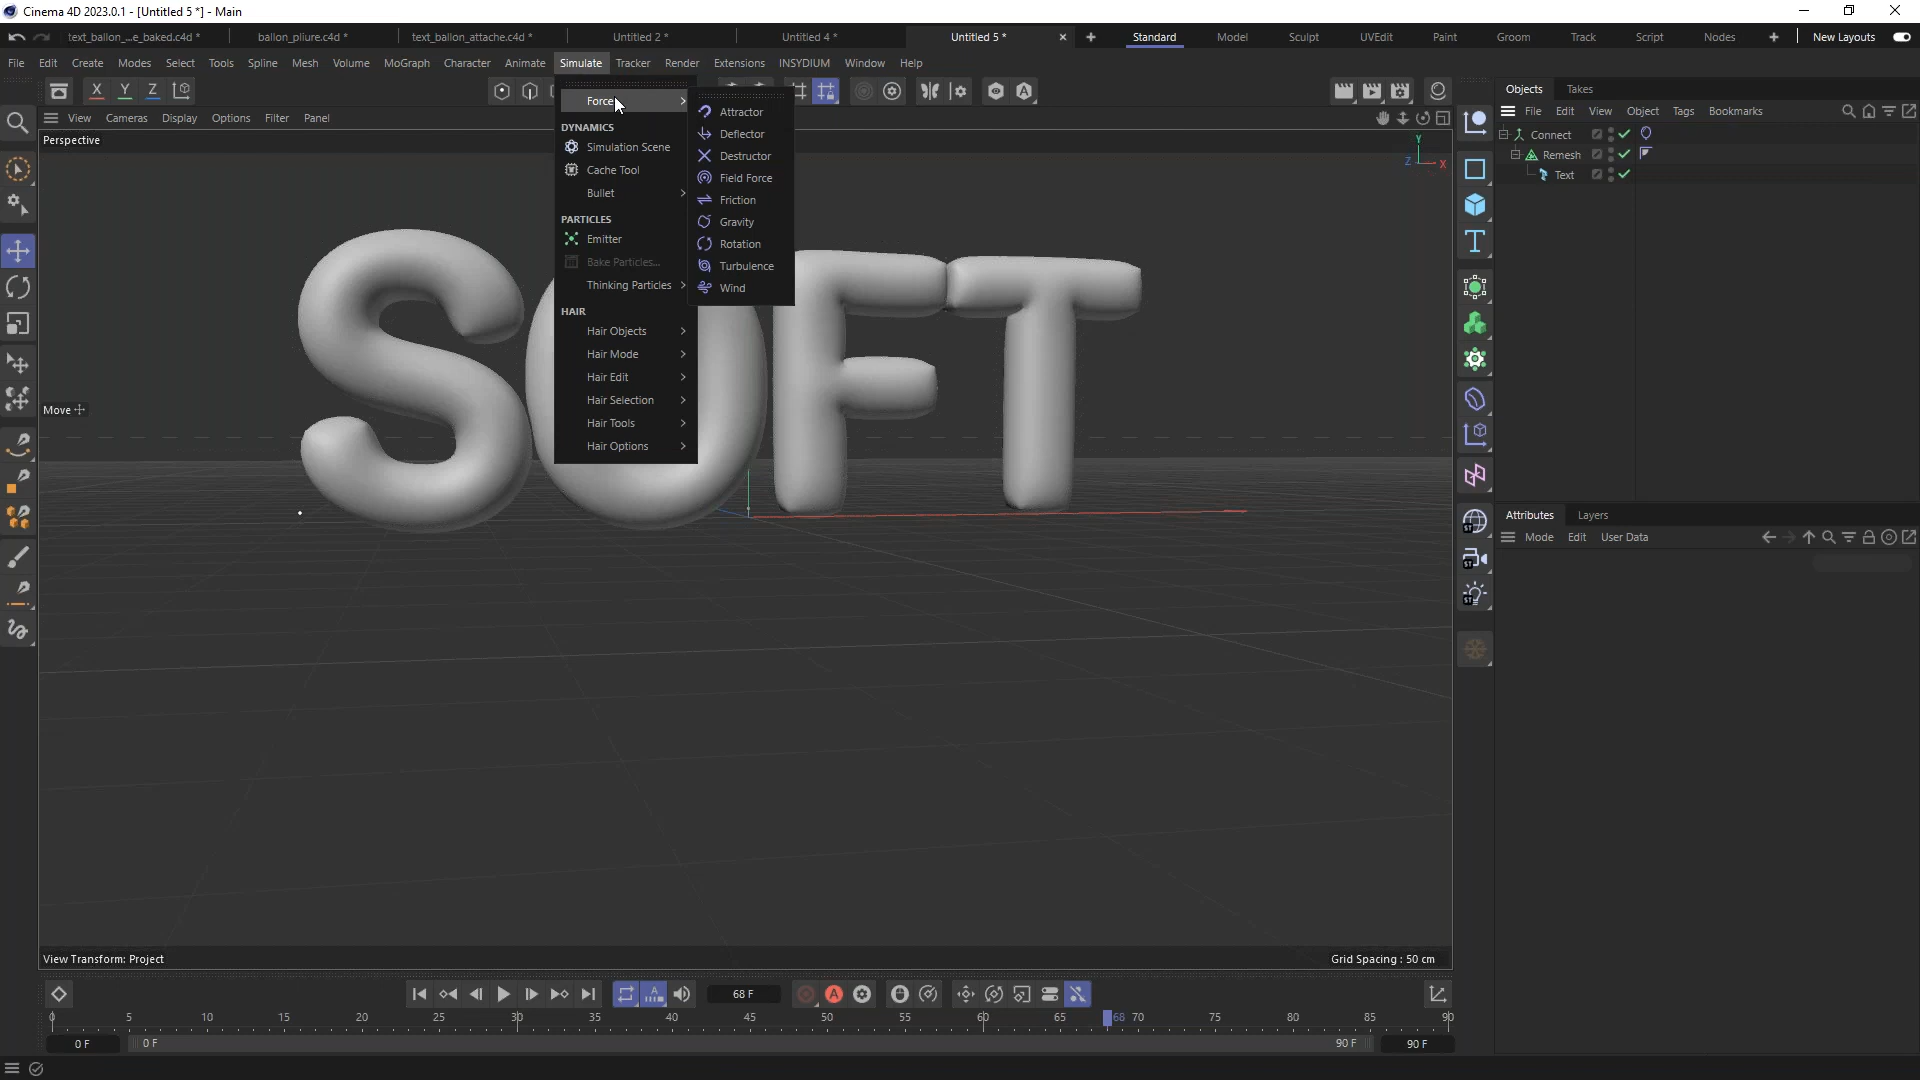 Cinema 4D 2023.0.1 - [Untitled 5 *] - Main
text_ballon_...e_baked.c4d * ballon_pliure.c4d * text_ballon_attache.c4d * Untitled 2 * Untitled 4 * Untitled 5 * Standard Model Sculpt UVEdit Paint Groom Track Script Nodes New Layouts
File Edit Create Modes Select Tools Spline Mesh Volume MoGraph Character Animate Simulate Tracker Render Extensions INSYDIUM Window Help
X Y Z
View Cameras Display Options Filter Panel
Perspective
Y
Z X
Force
DYNAMICS
Simulation Scene
Cache Tool
Bullet
PARTICLES
Emitter
Bake Particles...
Thinking Particles
HAIR
Hair Objects
Hair Mode
Hair Edit
Hair Selection
Hair Tools
Hair Options
Attractor
Deflector
Destructor
Field Force
Friction
Gravity
Rotation
Turbulence
Wind
SOFT
Move
View Transform: Project
Grid Spacing : 50 cm
Objects Takes
File Edit View Object Tags Bookmarks
Connect
Remesh
Text
Attributes Layers
Mode Edit User Data
68 F
0 5 10 15 20 25 30 35 40 45 50 55 60 65 68 70 75 80 85 90
0 F 0 F 90 F 90 F